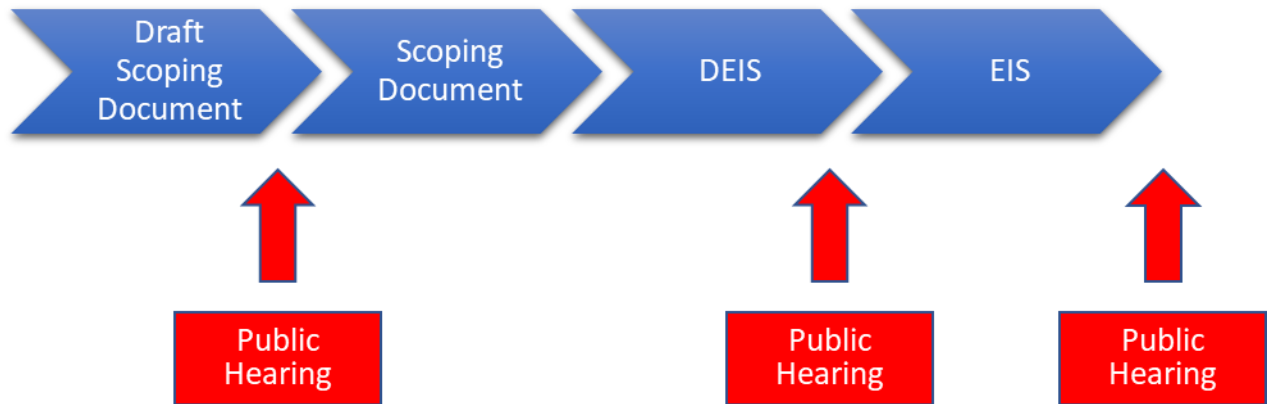 Draft
Scoping
Document
Scoping
Document
DEIS
EIS
Public
Hearing
Public
Hearing
Public
Hearing